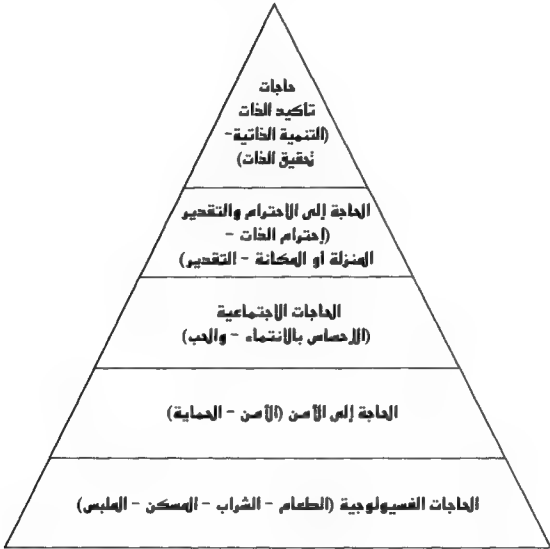 حاجات
تأكيد الذات
(التنمية الذاتية-
تحقيق الذات)
الحاجة إلى الاحترام والتقدير
(إحترام الذات -
المنزلة أو المكانة - التقدير)
الحاجات الاجتماعية
(الإحساس بالانتماء - والحب)
الحاجة إلى الأمن (الأمن - الحماية)
الحاجات الفسيولوجية (الطعام - الشراب - المسكن - الملبس)